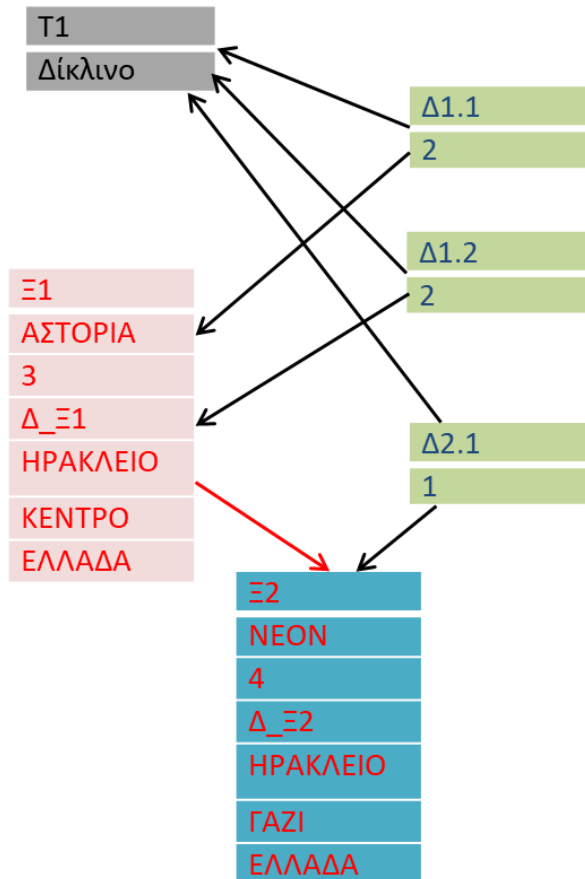 Τ1
Δίκλινο
Δ1.1
2
Δ1.2
2
Ξ1
ΑΣΤΟΡΙΑ
3
Δ_Ξ1
ΗΡΑΚΛΕΙΟ
ΚΕΝΤΡΟ
ΕΛΛΑΔΑ
Δ2.1
1
Ξ2
ΝΕΟΝ
4
Δ_Ξ2
ΗΡΑΚΛΕΙΟ
ΓΑΖΙ
ΕΛΛΑΔΑ